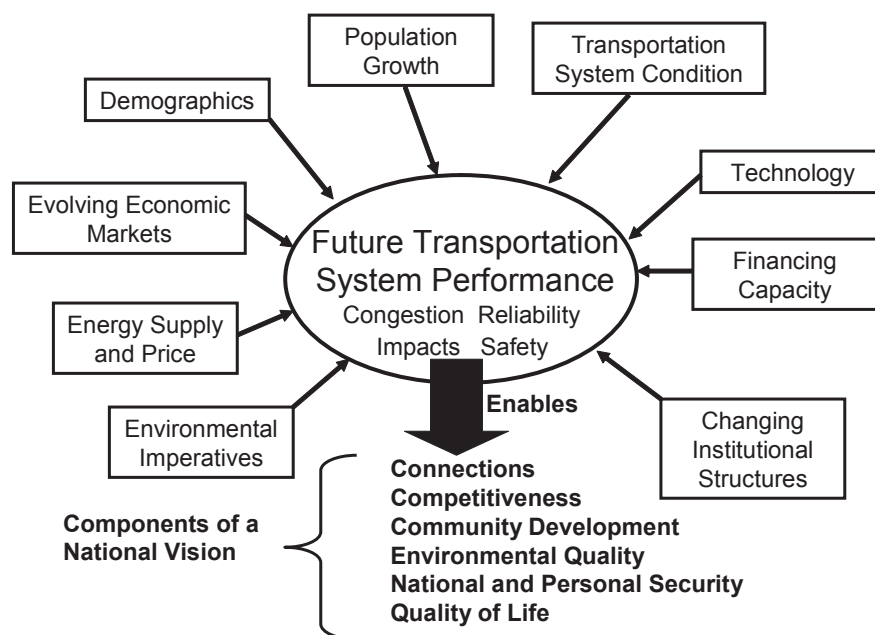 Population
Growth
Transportation
System Condition
Demographics
Technology
Evolving Economic
Markets
Future Transportation
System Performance
Congestion Reliability
Impacts Safety
Financing
Capacity
Energy Supply
and Price
Enables
Environmental
Imperatives
Changing
Institutional
Structures
Components of a
National Vision
Connections
Competitiveness
Community Development
Environmental Quality
National and Personal Security
Quality of Life